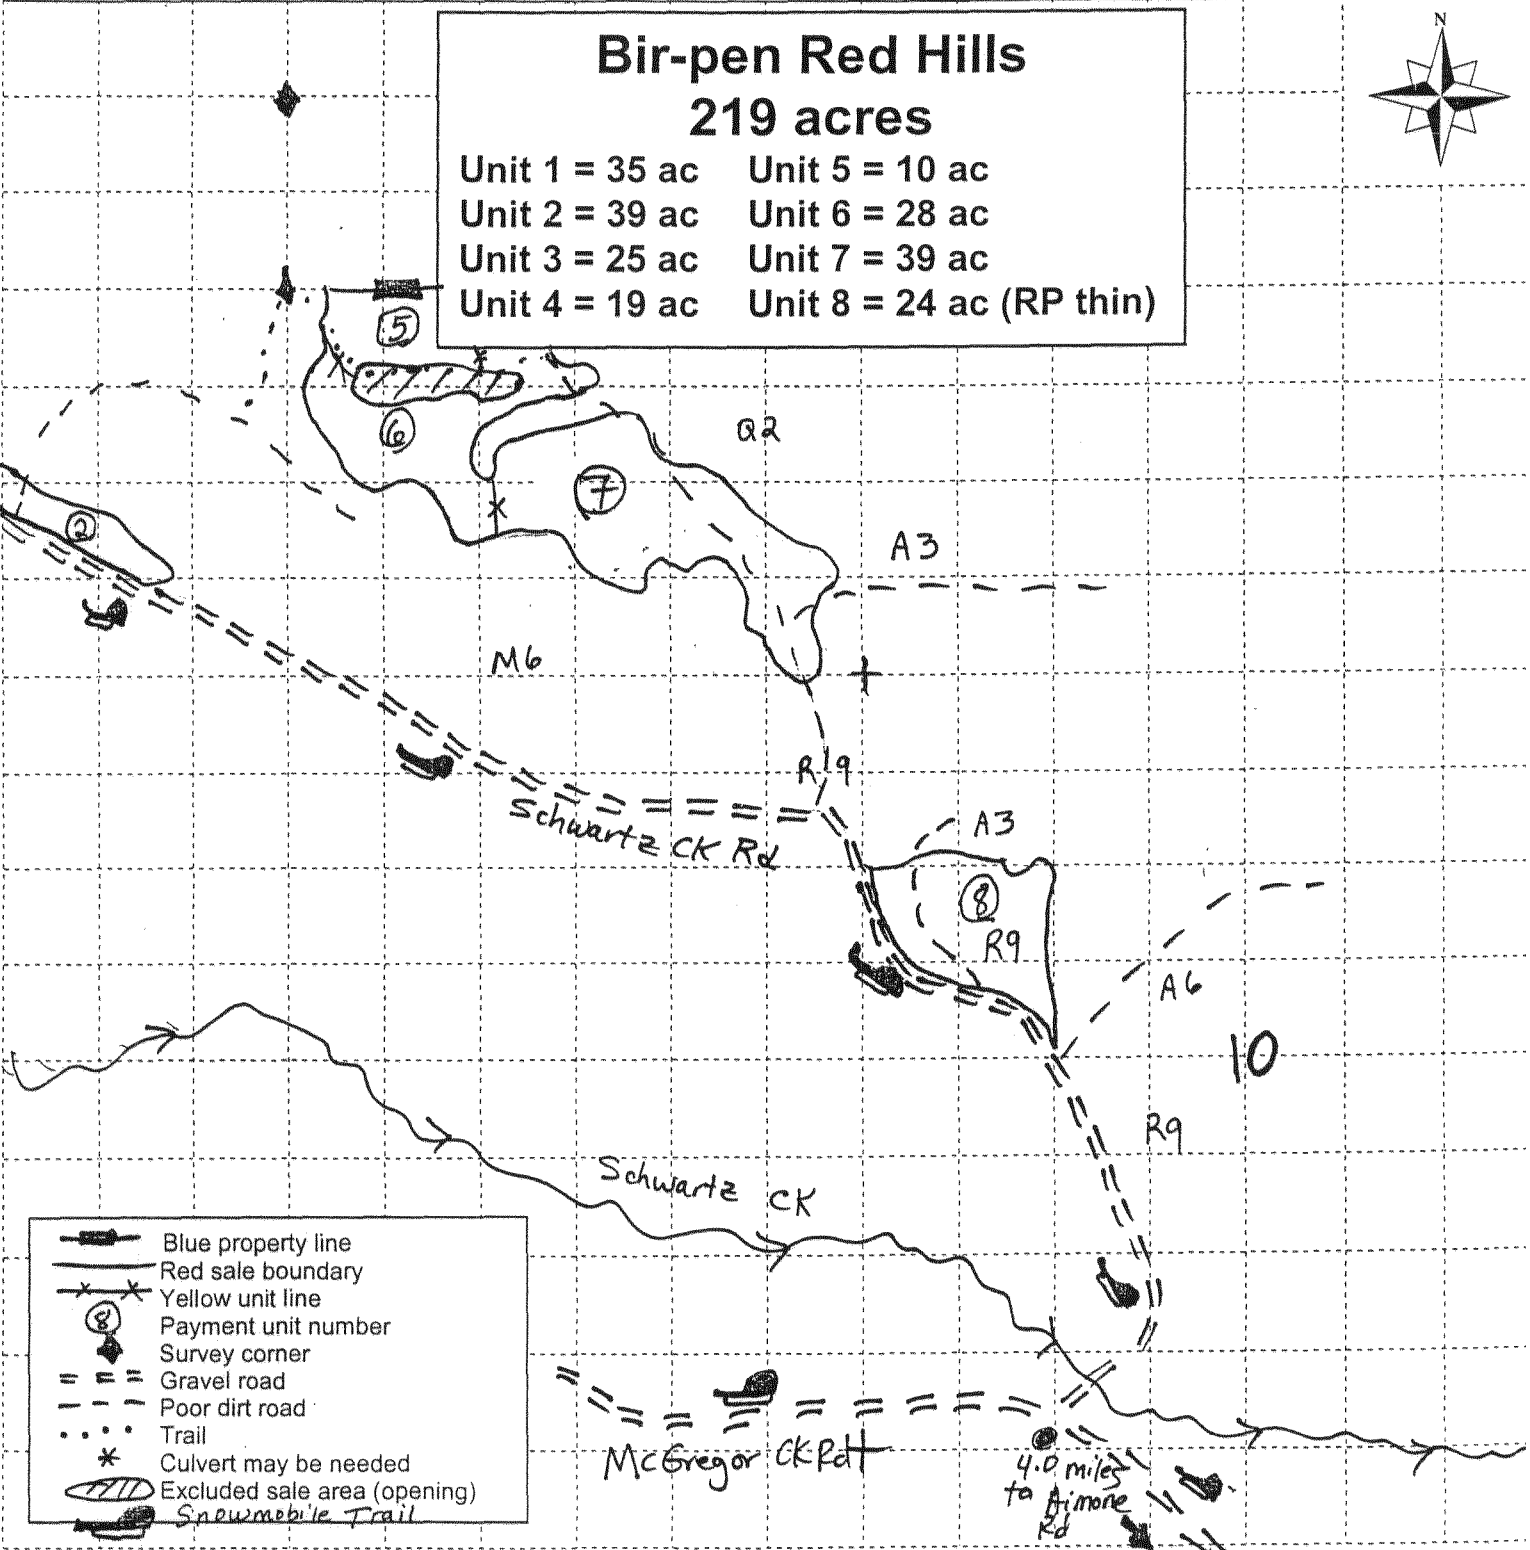 N
Bir-pen Red Hills
219 acres
Unit 1 = 35 ac Unit 5 = 10 ac
Unit 2 = 39 ac Unit 6 = 28 ac
Unit 3 = 25 ac Unit 7 = 39 ac
Unit 4 = 19 ac Unit 8 = 24 ac (RP thin)
5
6
Q2
7
2
A3
M6
R9
Schwartz CK Rd
A3
8
R9
A6
10
R9
Schwartz CK
Blue property line
Red sale boundary
Yellow unit line
8 Payment unit number
Survey corner
Gravel road
Poor dirt road
Trail
Culvert may be needed
Excluded sale area (opening)
Snowmobile Trail
McGregor CK Rd
4.0 miles
to Aimone
Rd